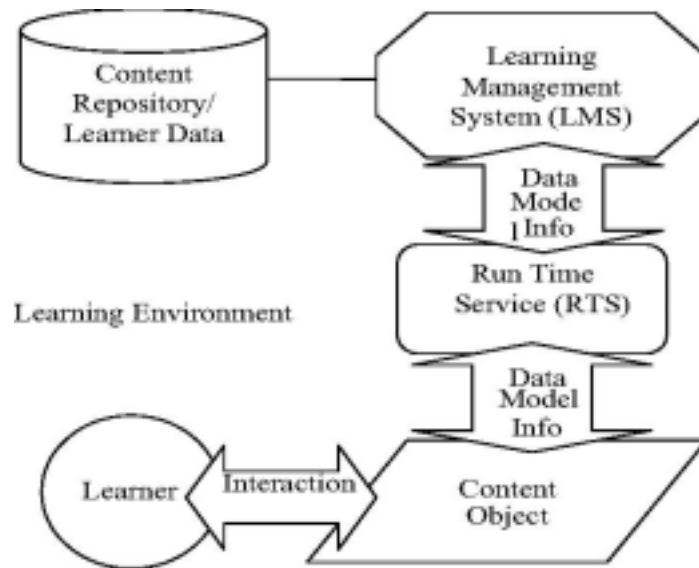 Content
Repository/
Learner Data
Learning
Management
System (LMS)
Data
Mode
l
Info
Run Time
Service (RTS)
Learning Environment
Data
Model
Info
Learner
Interaction
Content
Object